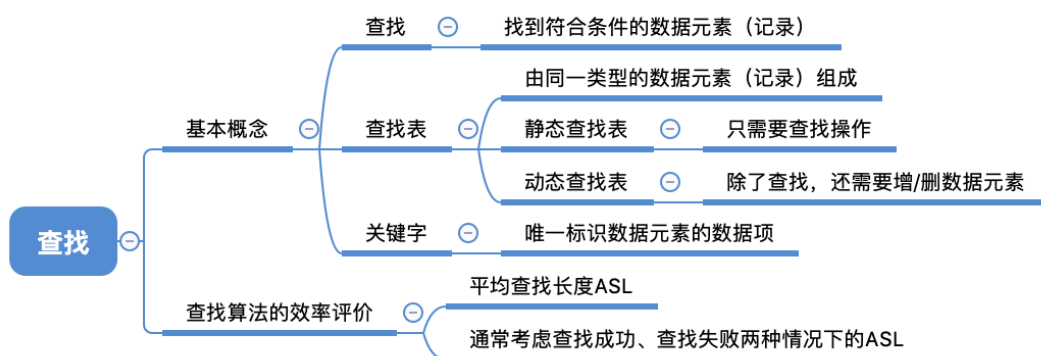 查找
基本概念
查找
找到符合条件的数据元素（记录）
查找表
由同一类型的数据元素（记录）组成
静态查找表
只需要查找操作
动态查找表
除了查找，还需要增/删数据元素
关键字
唯一标识数据元素的数据项
查找算法的效率评价
平均查找长度ASL
通常考虑查找成功、查找失败两种情况下的ASL